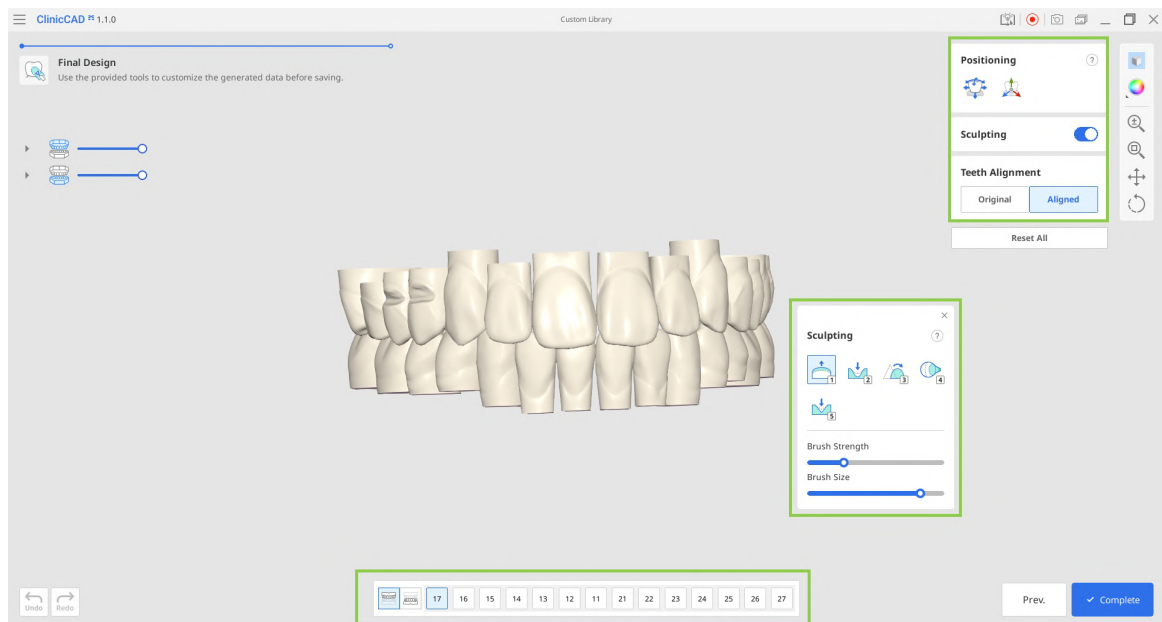 ClinicCAD 1.1.0
Custom Library
Final Design
Use the provided tools to customize the generated data before saving.
Positioning
?
Sculpting
Teeth Alignment
Original Aligned
Reset All
Sculpting
?
1 2 3 4
5
Brush Strength
Brush Size
Undo Redo
17 16 15 14 13 12 11 21 22 23 24 25 26 27
Prev.
Complete